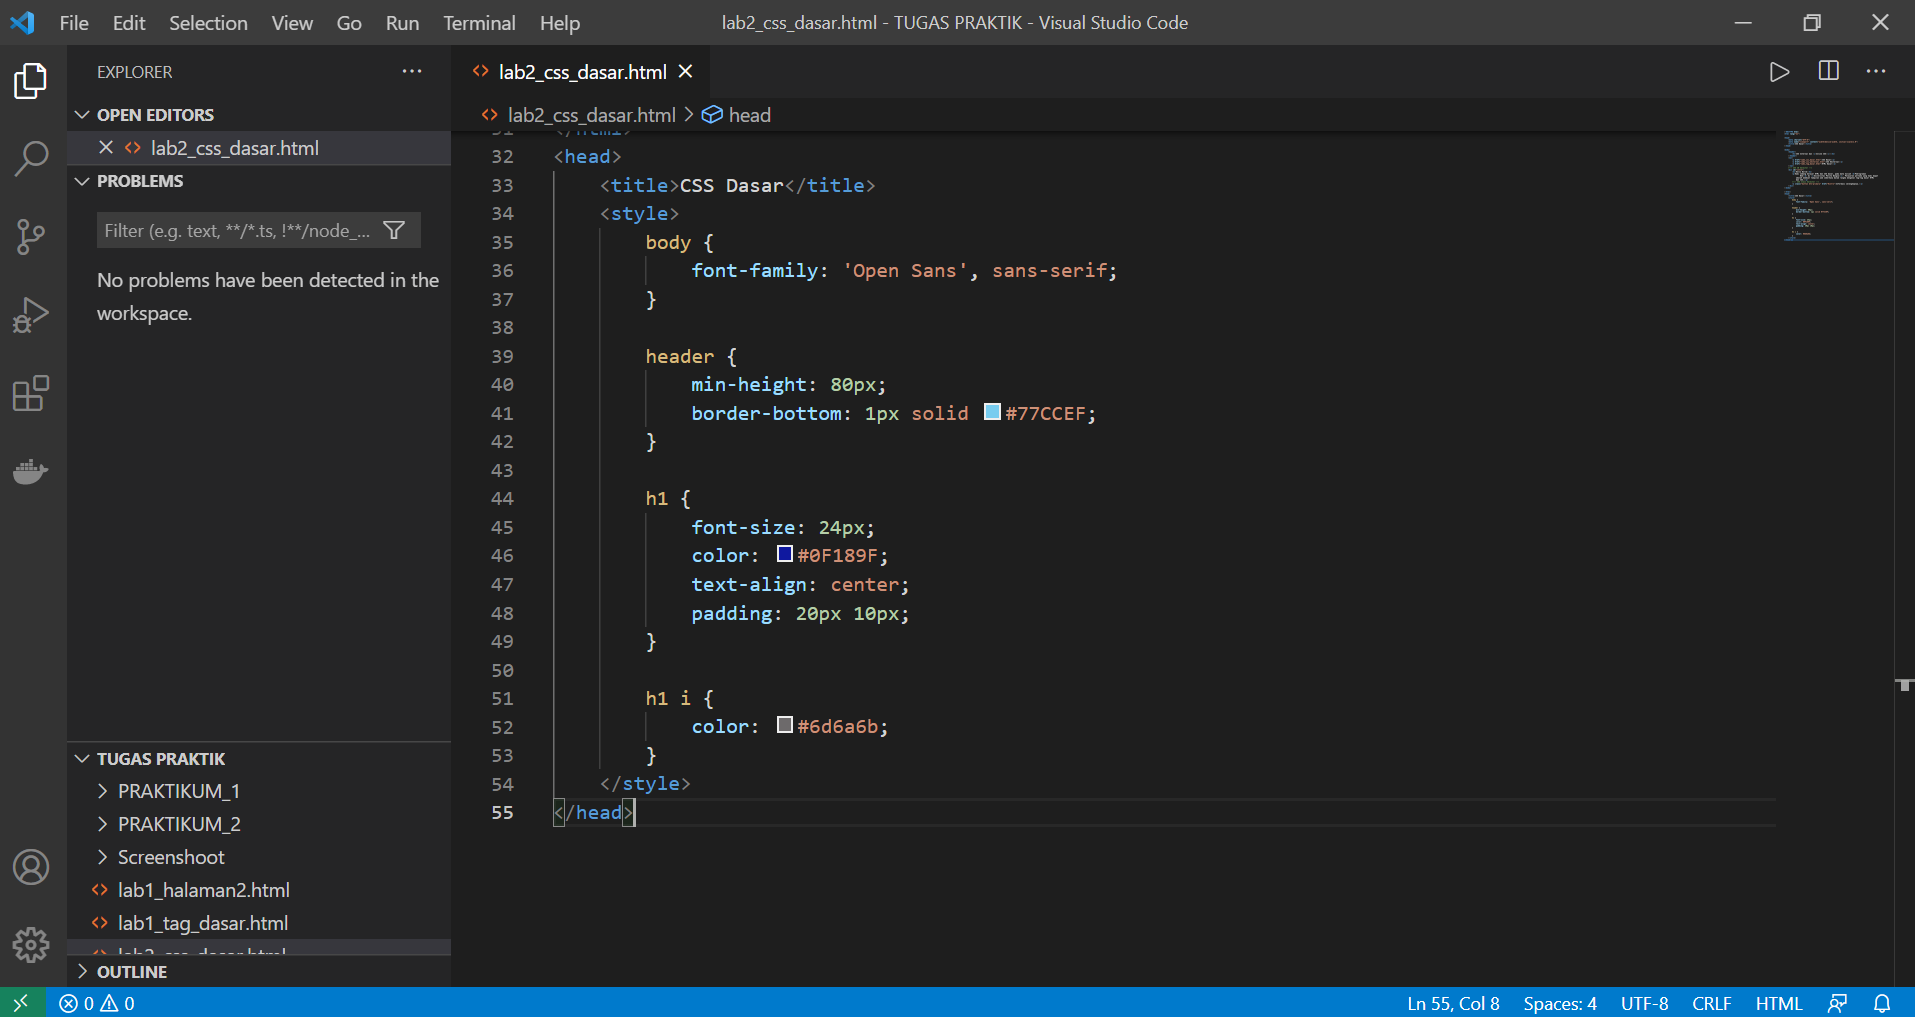 File Edit Selection View Go Run Terminal Help
lab2_css_dasar.html - TUGAS PRAKTIK - Visual Studio Code
EXPLORER
OPEN EDITORS
lab2_css_dasar.html
PROBLEMS
Filter (e.g. text, **/*.ts, !**/node_...
No problems have been detected in the
workspace.
TUGAS PRAKTIK
PRAKTIKUM_1
PRAKTIKUM_2
Screenshoot
lab1_halaman2.html
lab1_tag_dasar.html
lab2_css_dasar.html
OUTLINE
lab2_css_dasar.html
lab2_css_dasar.html > head
31 </html>
32 <head>
33 <title>CSS Dasar</title>
34 <style>
35 body {
36 font-family: 'Open Sans', sans-serif;
37 }
38
39 header {
40 min-height: 80px;
41 border-bottom: 1px solid #77CCEF;
42 }
43
44 h1 {
45 font-size: 24px;
46 color: #0F189F;
47 text-align: center;
48 padding: 20px 10px;
49 }
50
51 h1 i {
52 color: #6d6a6b;
53 }
54 </style>
55 </head>
0 0
Ln 55, Col 8 Spaces: 4 UTF-8 CRLF HTML